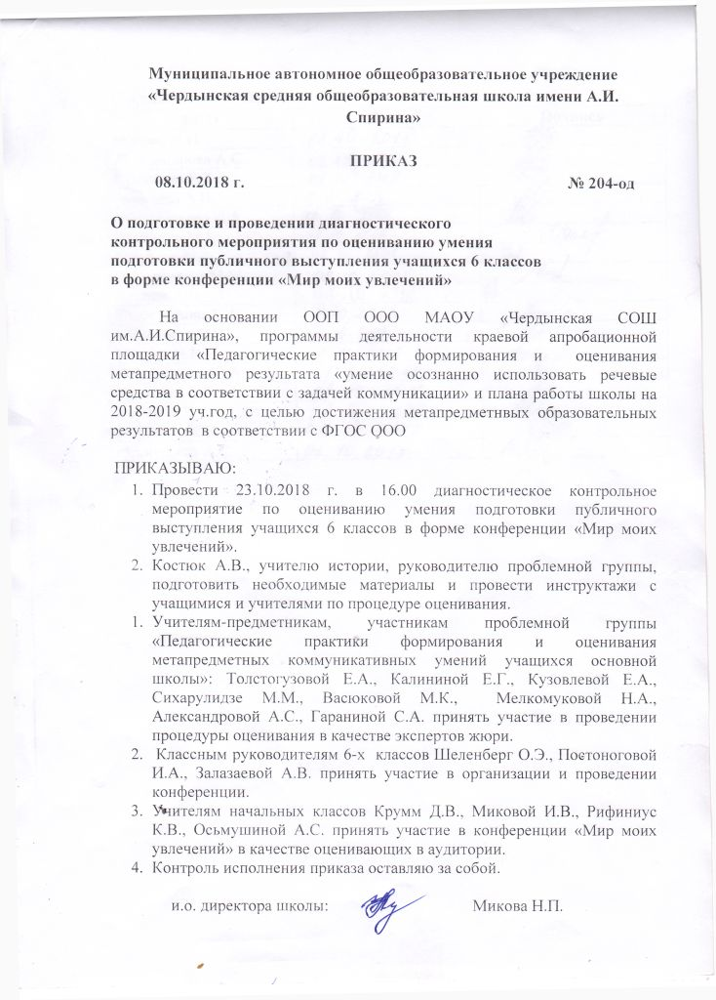 Муниципальное автономное общеобразовательное учреждение
«Чердынская средняя общеобразовательная школа имени А.И.
Спирина»
ПРИКАЗ
08.10.2018 г. № 204-од
О подготовке и проведении диагностического
контрольного мероприятия по оцениванию умения
подготовки публичного выступления учащихся 6 классов
в форме конференции «Мир моих увлечений»
На основании ООП ООО МАОУ «Чердынская СОШ
им.А.И.Спирина», программы деятельности краевой апробационной
площадки «Педагогические практики формирования и оценивания
метапредметного результата «умение осознанно использовать речевые
средства в соответствии с задачей коммуникации» и плана работы школы на
2018-2019 уч.год, с целью достижения метапредметнвых образовательных
результатов в соответствии с ФГОС ООО
ПРИКАЗЫВАЮ:
1. Провести 23.10.2018 г. в 16.00 диагностическое контрольное
мероприятие по оцениванию умения подготовки публичного
выступления учащихся 6 классов в форме конференции «Мир моих
увлечений».
2. Костюк А.В., учителю истории, руководителю проблемной группы,
подготовить необходимые материалы и провести инструктажи с
учащимися и учителями по процедуре оценивания.
1. Учителям-предметникам, участникам проблемной группы
«Педагогические практики формирования и оценивания
метапредметных коммуникативных умений учащихся основной
школы»: Толстогузовой Е.А., Калининой Е.Г., Кузовлевой Е.А.,
Сихарулидзе М.М., Васюковой М.К., Мелкомуковой Н.А.,
Александровой А.С., Гараниной С.А. принять участие в проведении
процедуры оценивания в качестве экспертов жюри.
2. Классным руководителям 6-х классов Шеленберг О.Э., Постоноговой
И.А., Залазаевой А.В. принять участие в организации и проведении
конференции.
3. Учителям начальных классов Крумм Д.В., Миковой И.В., Рифиниус
К.В., Осьмушиной А.С. принять участие в конференции «Мир моих
увлечений» в качестве оценивающих в аудитории.
4. Контроль исполнения приказа оставляю за собой.
и.о. директора школы: Микова Н.П.